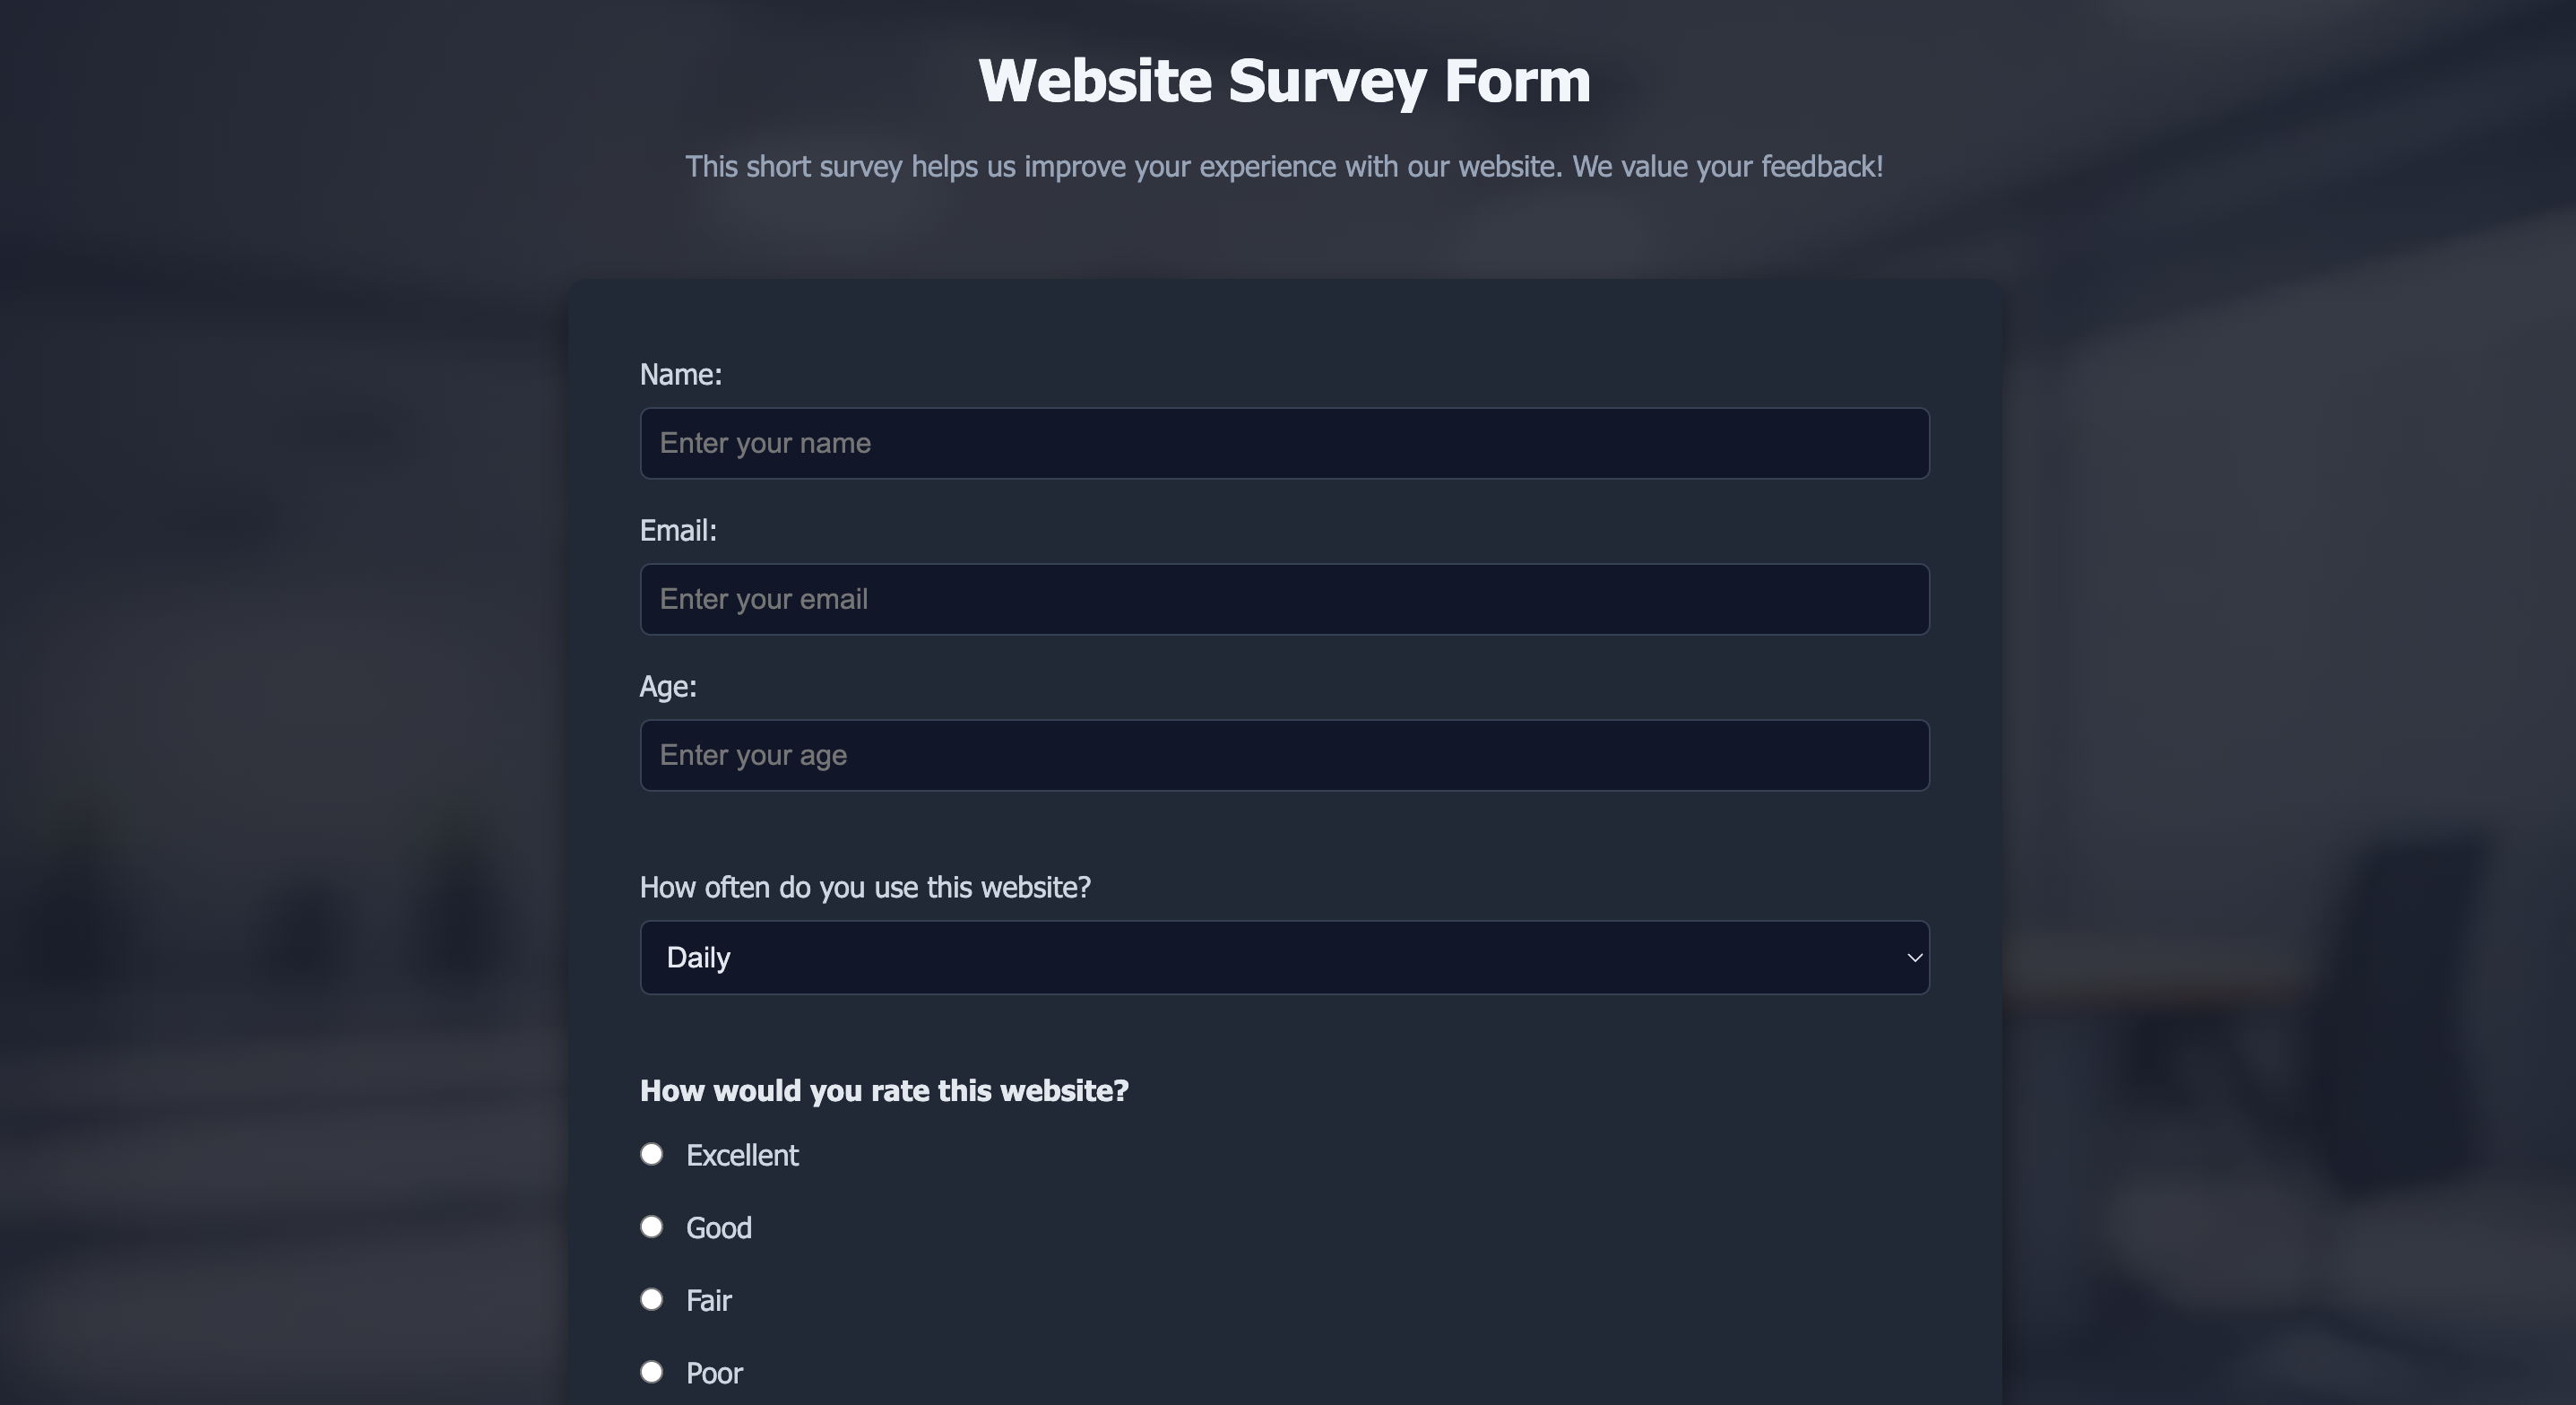 Website Survey Form
This short survey helps us improve your experience with our website. We value your feedback!
Name:
Enter your name
Email:
Enter your email
Age:
Enter your age
How often do you use this website?
Daily
How would you rate this website?
Excellent
Good
Fair
Poor